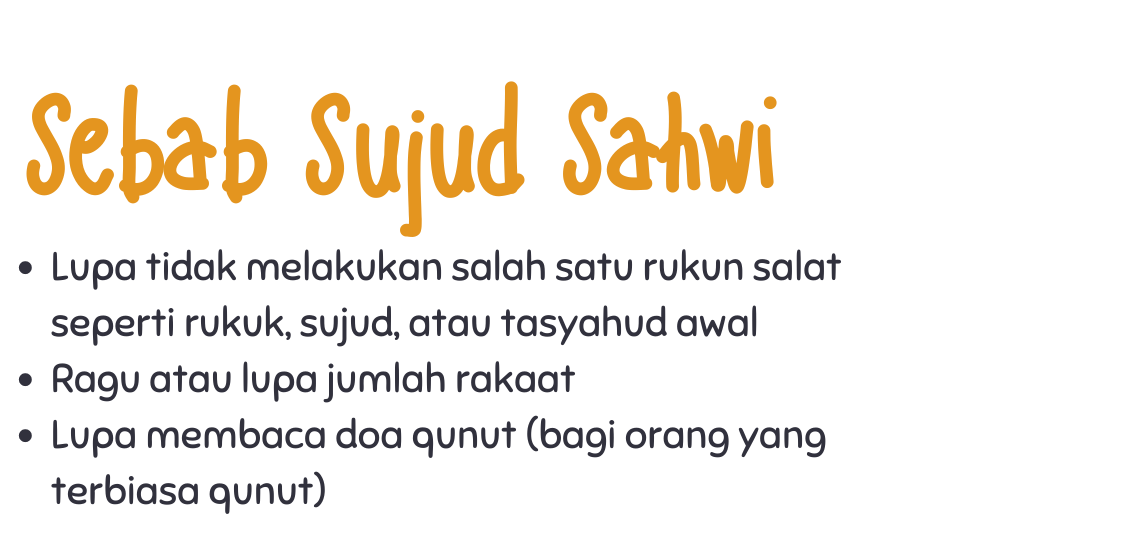 Sebab Sujud Sahwi
• Lupa tidak melakukan salah satu rukun salat
seperti rukuk, sujud, atau tasyahud awal
• Ragu atau lupa jumlah rakaat
• Lupa membaca doa qunut (bagi orang yang
terbiasa qunut)